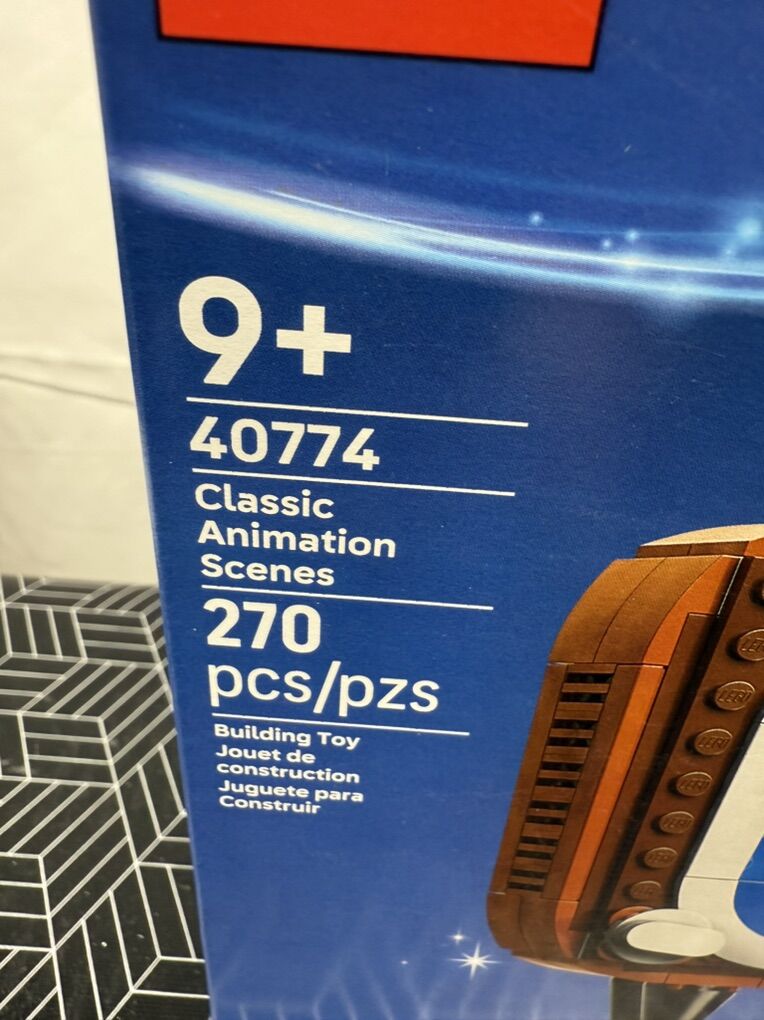 9+
40774
Classic
Animation
Scenes
270
pcs/pzs
Building Toy
Jouet de
construction
Juguete para
Construir